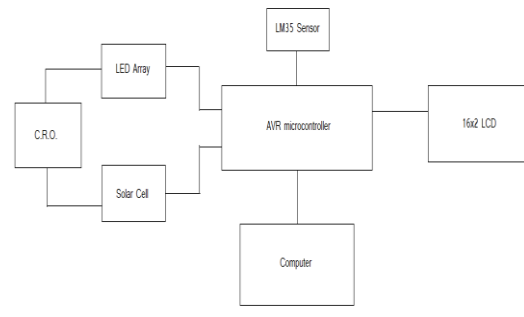 LM35 Sensor
LED Array
C.R.O.
AVR microcontroller
16x2 LCD
Solar Cell
Computer